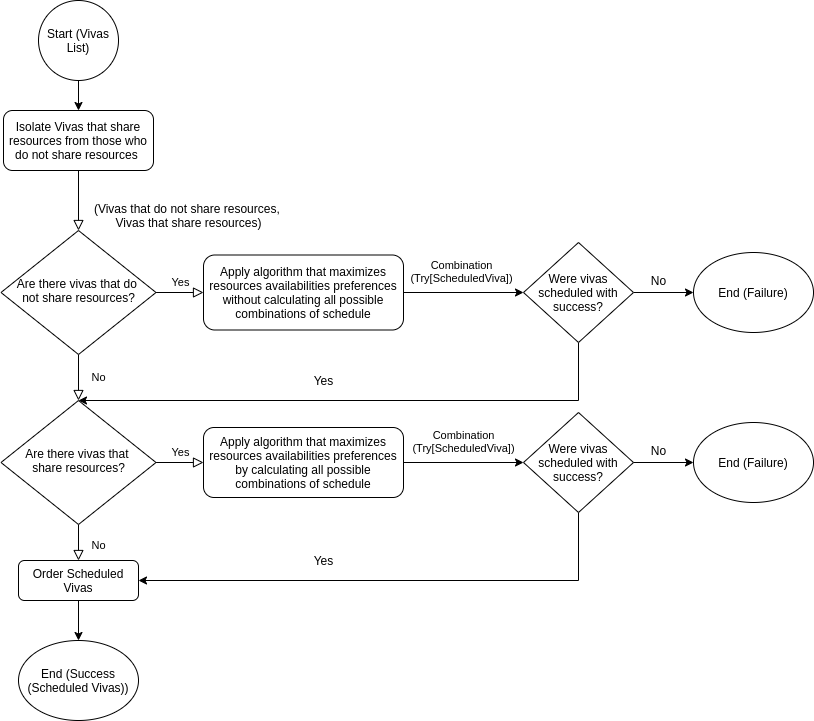 Start (Vivas
List)
Isolate Vivas that share
resources from those who
do not share resources
(Vivas that do not share resources,
Vivas that share resources)
Are there vivas that do
not share resources?
Yes
Apply algorithm that maximizes
resources availabilities preferences
without calculating all possible
combinations of schedule
Combination
(Try[ScheduledViva])
Were vivas
scheduled with
success?
No
End (Failure)
No
Yes
Are there vivas that
share resources?
Yes
Apply algorithm that maximizes
resources availabilities preferences
by calculating all possible
combinations of schedule
Combination
(Try[ScheduledViva])
Were vivas
scheduled with
success?
No
End (Failure)
No
Yes
Order Scheduled
Vivas
End (Success
(Scheduled Vivas))